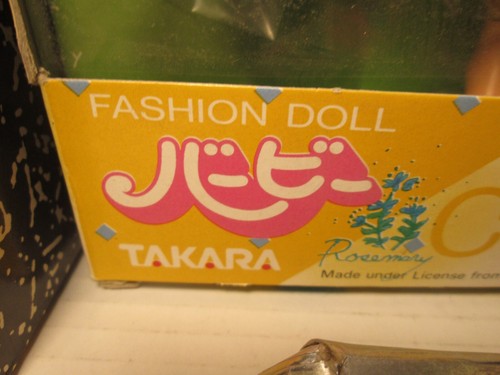 FASHION DOLL
バービー
TAKARA
Rosemary
Made under License from
C